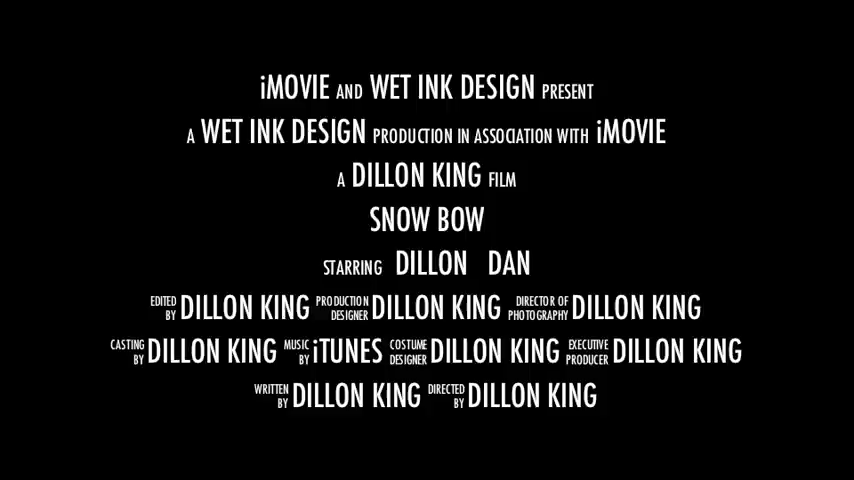 iMOVIE AND WET INK DESIGN PRESENT
A WET INK DESIGN PRODUCTION IN ASSOCIATION WITH iMOVIE
A DILLON KING FILM
SNOW BOW
STARRING DILLON DAN
EDITED BY DILLON KING PRODUCTION DESIGNER DILLON KING DIRECTOR OF PHOTOGRAPHY DILLON KING
CASTING BY DILLON KING MUSIC BY iTUNES COSTUME DESIGNER DILLON KING EXECUTIVE PRODUCER DILLON KING
WRITTEN BY DILLON KING DIRECTED BY DILLON KING